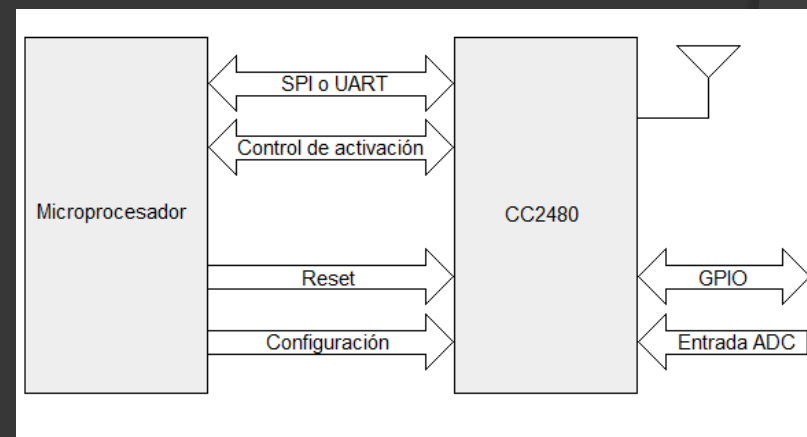 SPI o UART
Control de activación
Microprocesador
CC2480
Reset
GPIO
Configuración
Entrada ADC